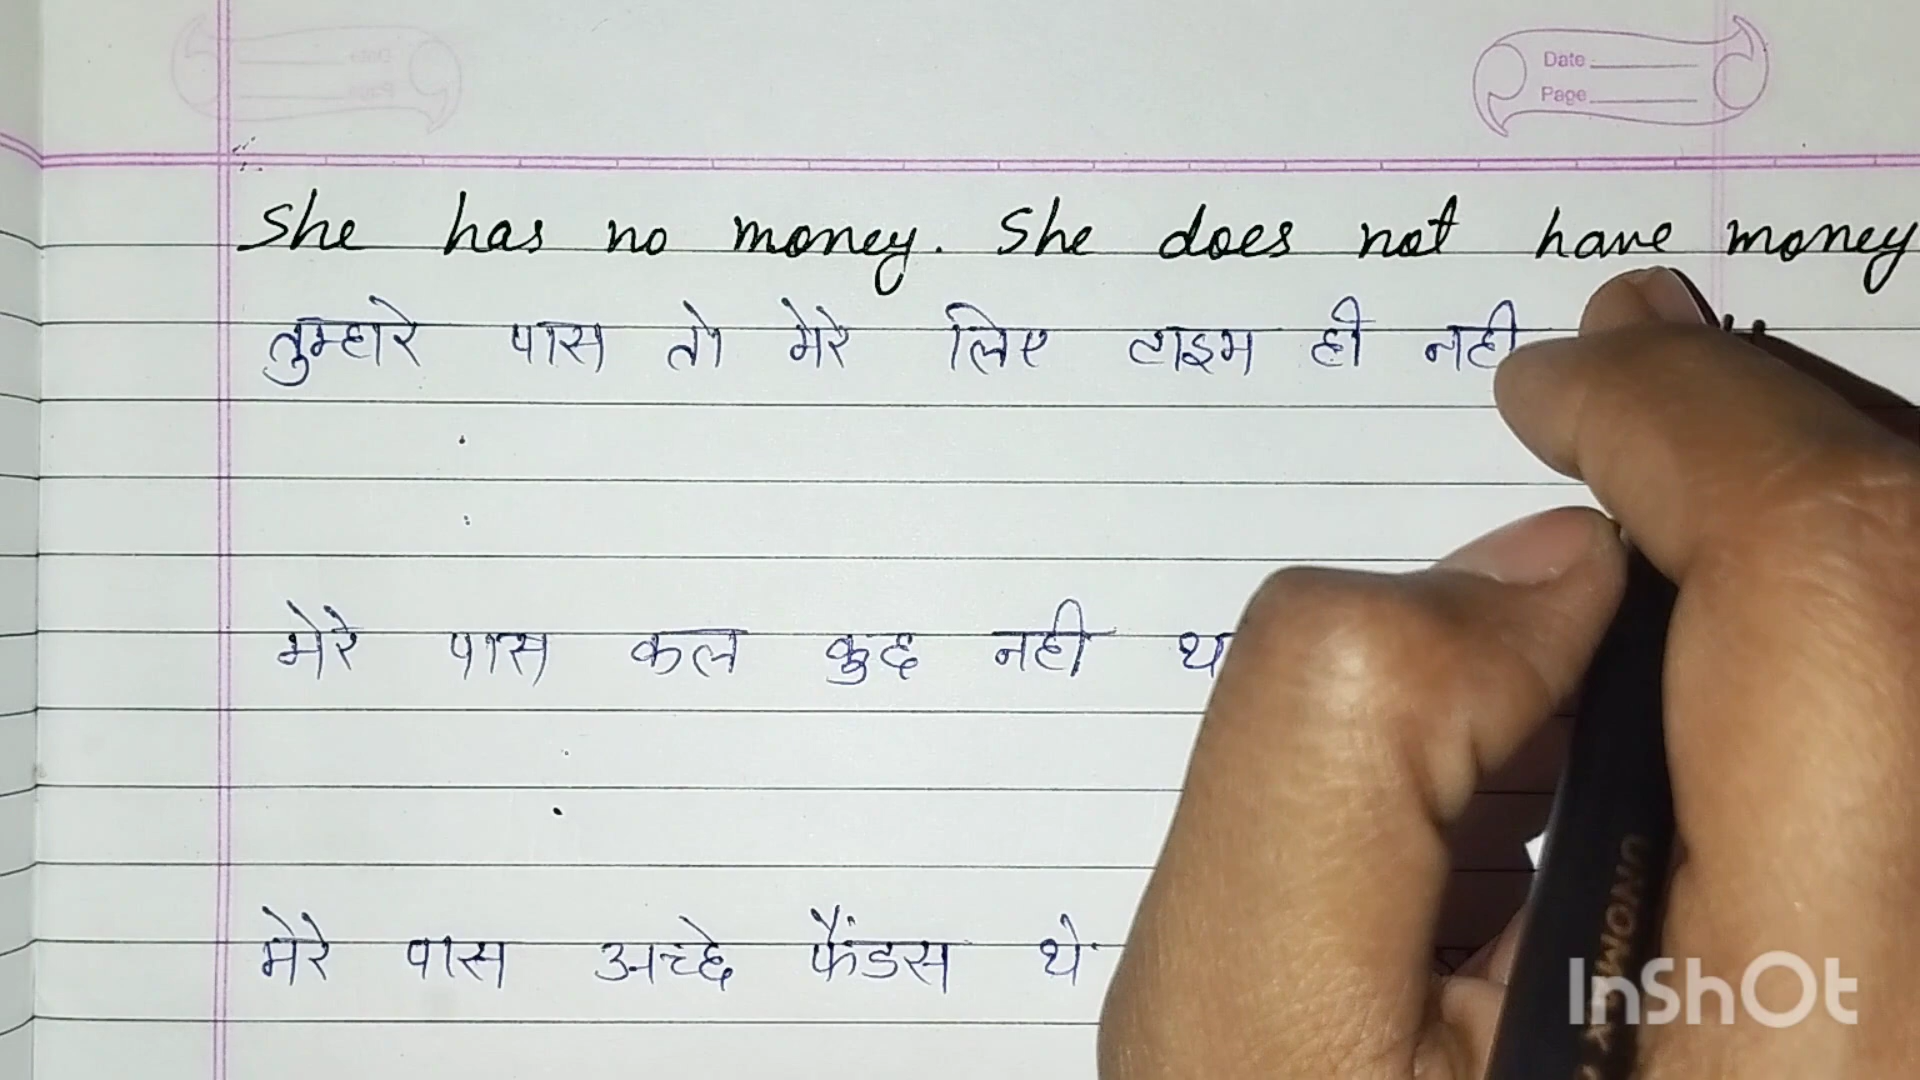 Date
Page
She has no money. She does not have money
तुम्हारे पास तो मेरे लिए टाइम ही नही
मेरे पास कल कुछ नही
मेरे पास अच्छे फैंडस थे
InShOt